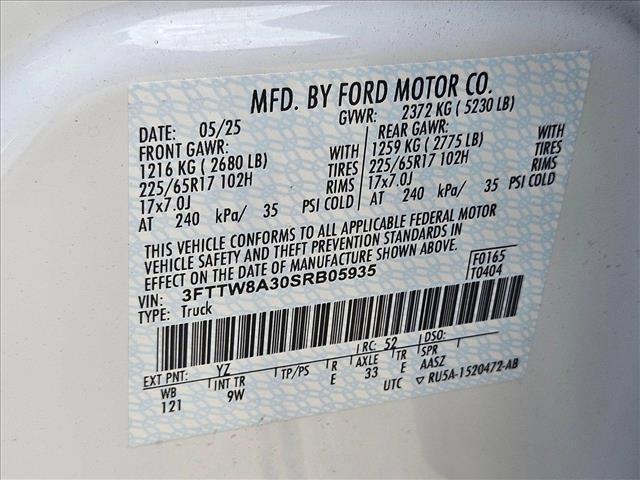 MFD. BY FORD MOTOR CO.
DATE: 05/25 GVWR: 2372 KG ( 5230 LB)
FRONT GAWR: REAR GAWR:
1216 KG ( 2680 LB) WITH 1259 KG ( 2775 LB) WITH
225/65R17 102H TIRES 225/65R17 102H TIRES
17x7.0J RIMS 17x7.0J RIMS
AT 240 kPa/ 35 PSI COLD AT 240 kPa/ 35 PSI COLD
THIS VEHICLE CONFORMS TO ALL APPLICABLE FEDERAL MOTOR
VEHICLE SAFETY AND THEFT PREVENTION STANDARDS IN
EFFECT ON THE DATE OF MANUFACTURE SHOWN ABOVE. F0165
VIN: 3FTTW8A30SRB05935 T0404
TYPE: Truck
EXT PNT: YZ RC: 52 DSO:
WB INT TR TP/PS R AXLE TR SPR
121 9W E 33 E AASZ
UTC ▽ RU5A-1520472-AB